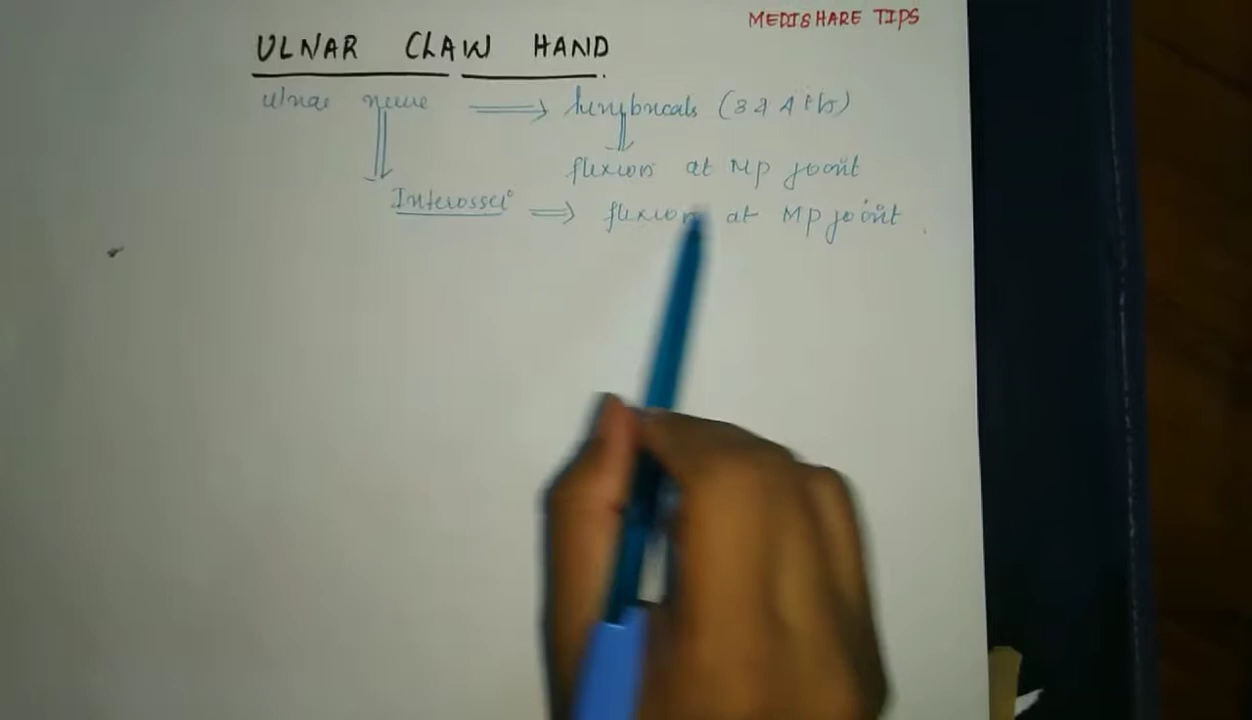 MEDISHARE TIPS
ULNAR CLAW HAND
ulnar nerve ⟹ lumbricals (3 & 4th)
flexion at MP joint
Interossei ⟹ flexion at MP joint